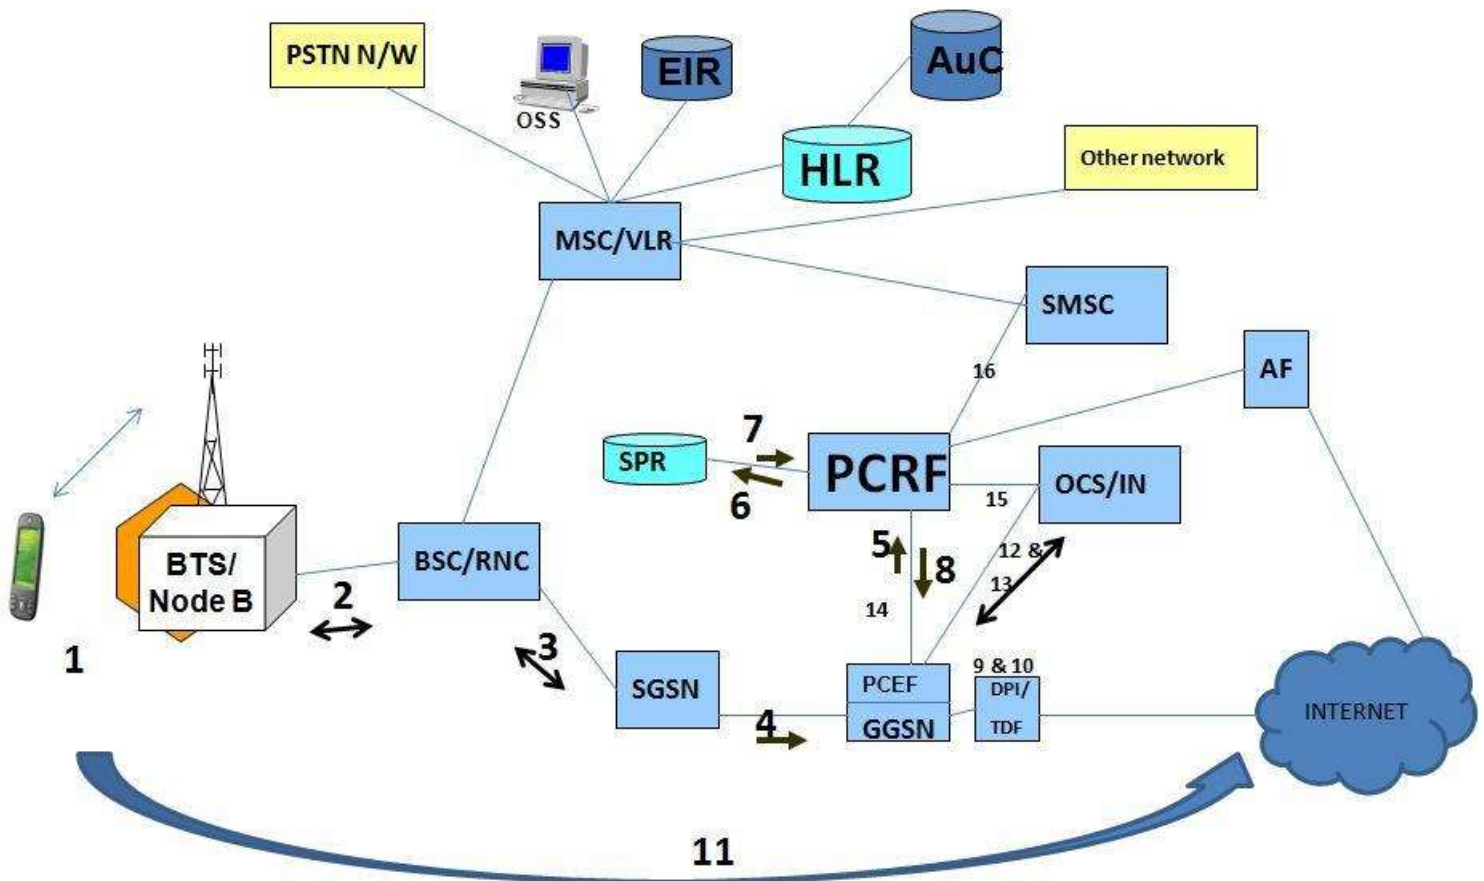 PSTN N/W
OSS
EIR
AuC
HLR
Other network
MSC/VLR
SMSC
AF
16
7
SPR
6
PCRF
OCS/IN
15
5
8
12 &
13
14
BTS/
Node B
BSC/RNC
2
1
3
SGSN
4
PCEF
GGSN
9 & 10
DPI/
TDF
INTERNET
11